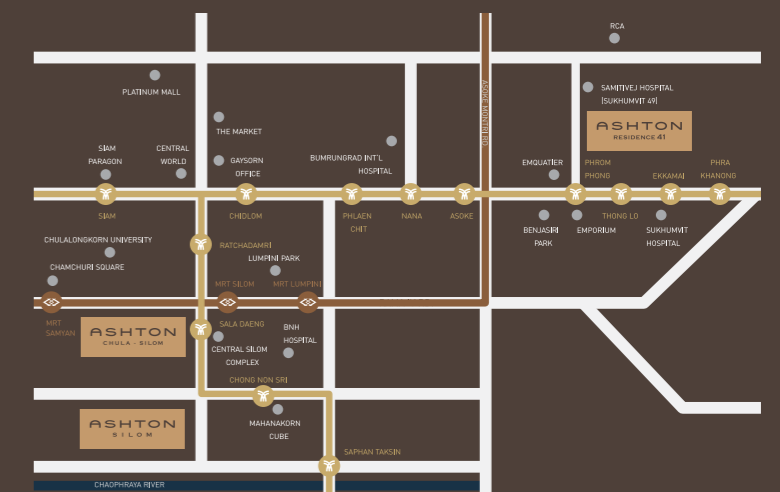 RCA
PLATINUM MALL
SAMITIVEJ HOSPITAL
(SUKHUMVIT 49)
ASOKE MONTRI RD.
THE MARKET
ASHTON
RESIDENCE 41
SIAM
PARAGON
CENTRAL
WORLD
GAYSORN
OFFICE
BUMRUNGRAD INT'L
HOSPITAL
EMQUATIER
PHROM
PHONG
EKKAMAI
PHRA
KHANONG
SIAM
CHIDLOM
PHLAEN
CHIT
NANA
ASOKE
THONG LO
BENJASIRI
PARK
EMPORIUM
SUKHUMVIT
HOSPITAL
CHULALONGKORN UNIVERSITY
RATCHADAMRI
LUMPINI PARK
CHAMCHURI SQUARE
MRT SILOM
MRT LUMPINI
MRT
SAMYAN
ASHTON
CHULA - SILOM
SALA DAENG
BNH
HOSPITAL
CENTRAL SILOM
COMPLEX
CHONG NON SRI
ASHTON
SILOM
MAHANAKORN
CUBE
SAPHAN TAKSIN
CHAOPHRAYA RIVER